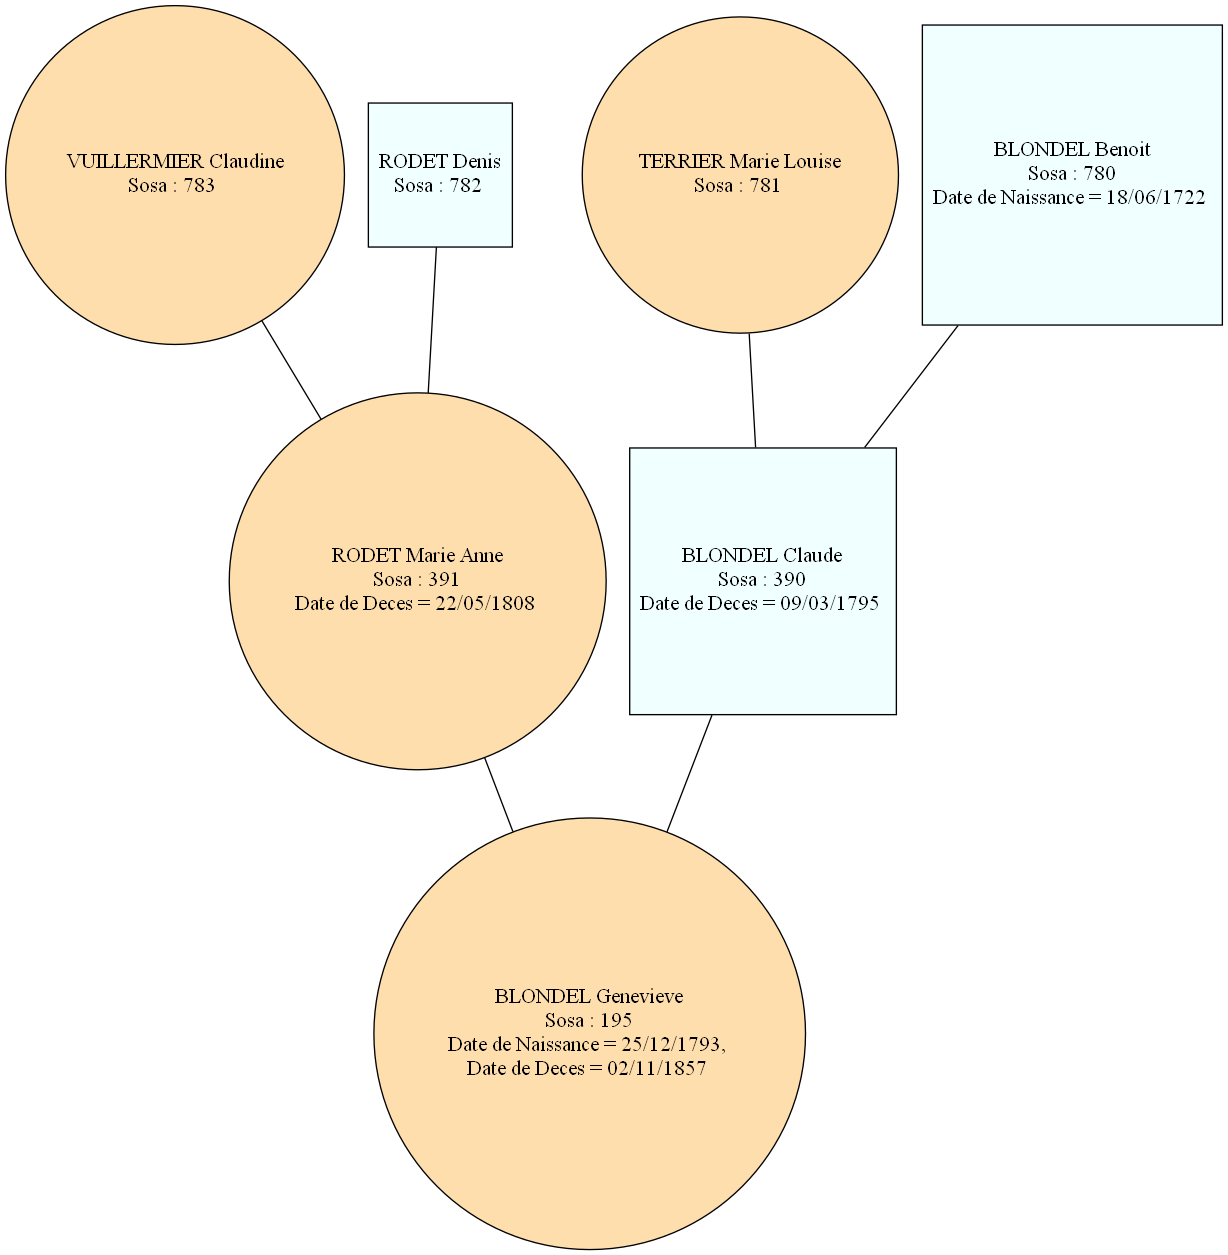 VUILLERMIER Claudine
Sosa : 783
RODET Denis
Sosa : 782
TERRIER Marie Louise
Sosa : 781
BLONDEL Benoit
Sosa : 780
Date de Naissance = 18/06/1722
RODET Marie Anne
Sosa : 391
Date de Deces = 22/05/1808
BLONDEL Claude
Sosa : 390
Date de Deces = 09/03/1795
BLONDEL Genevieve
Sosa : 195
Date de Naissance = 25/12/1793,
Date de Deces = 02/11/1857